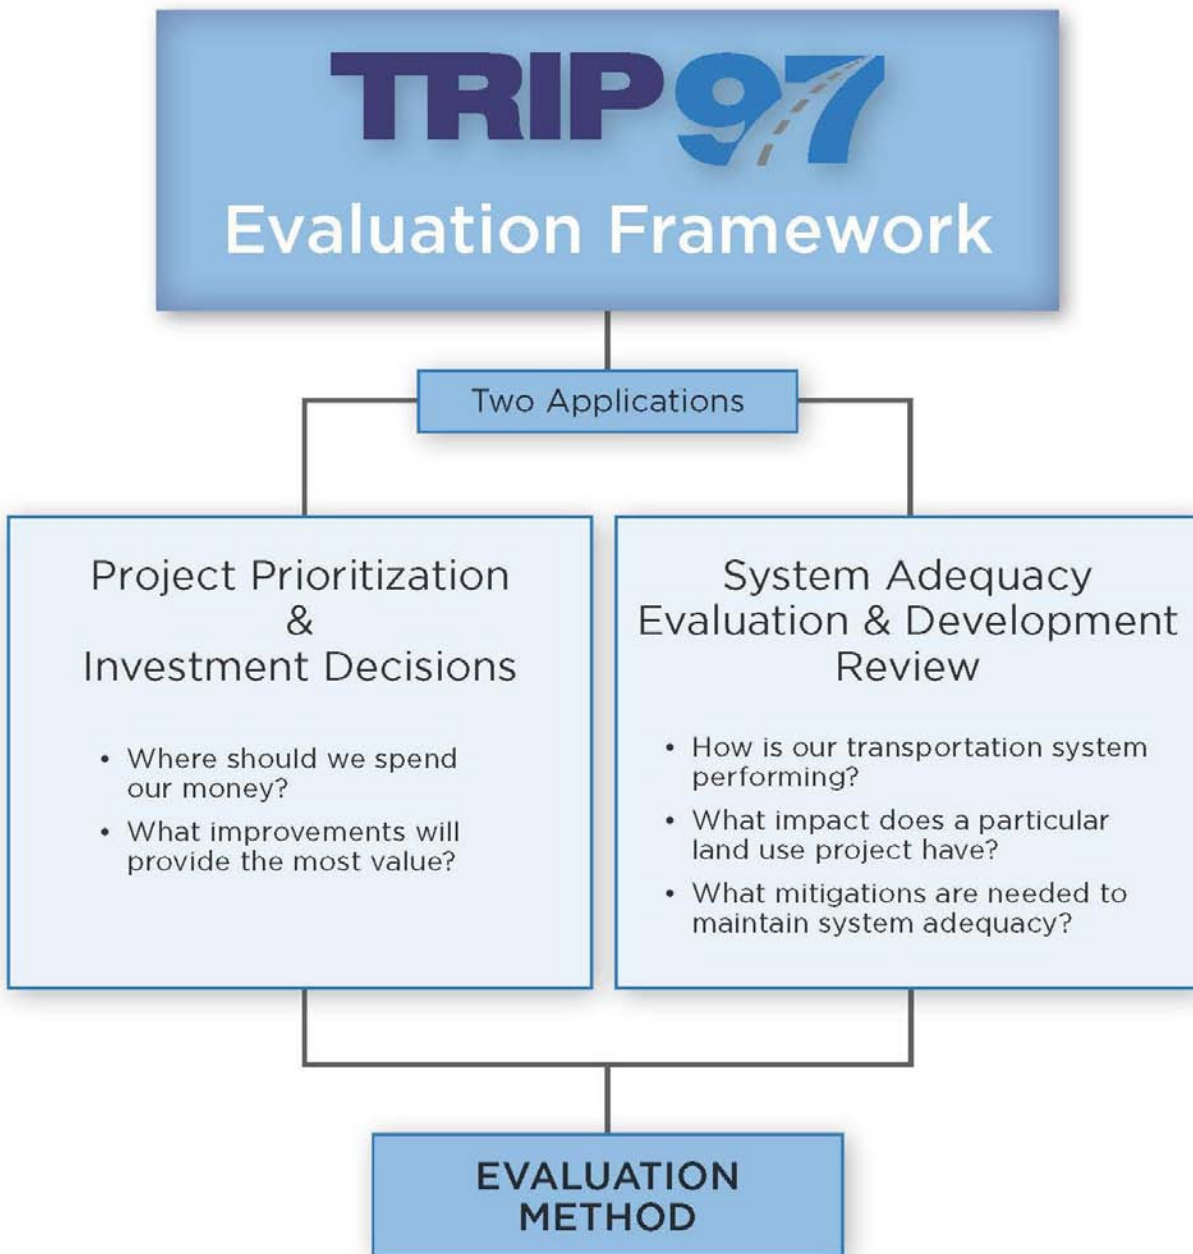 TRIP97
Evaluation Framework
Two Applications
Project Prioritization
&
Investment Decisions
• Where should we spend
our money?
• What improvements will
provide the most value?
System Adequacy
Evaluation & Development
Review
• How is our transportation system
performing?
• What impact does a particular
land use project have?
• What mitigations are needed to
maintain system adequacy?
EVALUATION
METHOD